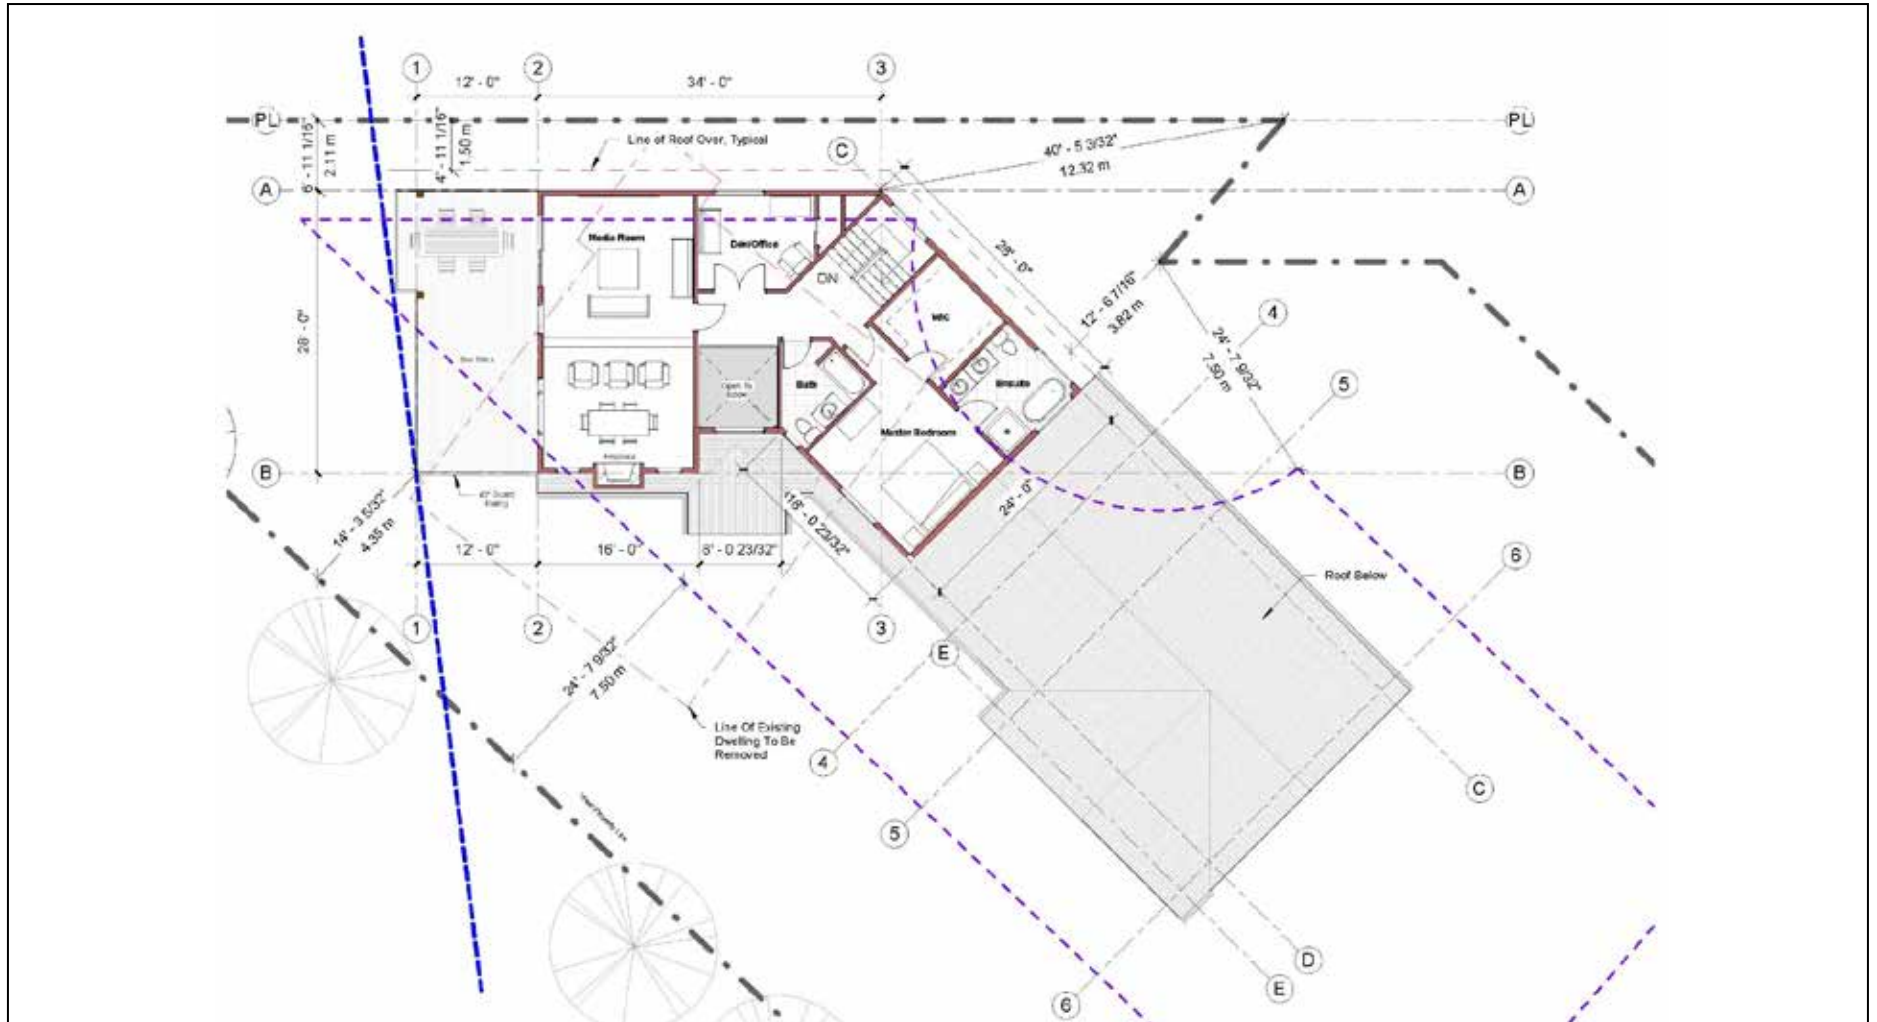 1
2
3
12' - 0"
34' - 0"
PL
PL
6' - 11 1/16"
2.11 m
4' - 11 1/16"
1.50 m
Line of Roof Over, Typical
C
40' - 5 3/32"
12.32 m
A
A
Media Room
Den/Office
DN
28' - 0"
12' - 6 7/16"
3.82 m
4
28' - 0"
WIC
24' - 7 9/32"
7.50 m
5
Open To
Below
Bath
Ensuite
Master Bedroom
Fireplace
B
B
24' - 0"
14' - 3 5/32"
4.35 m
12' - 0"
16' - 0"
8' - 0 23/32"
18' - 0 23/32"
6
Roof Below
1
2
3
E
24' - 7 9/32"
7.50 m
Line Of Existing
Dwelling To Be
Removed
4
C
5
D
E
6